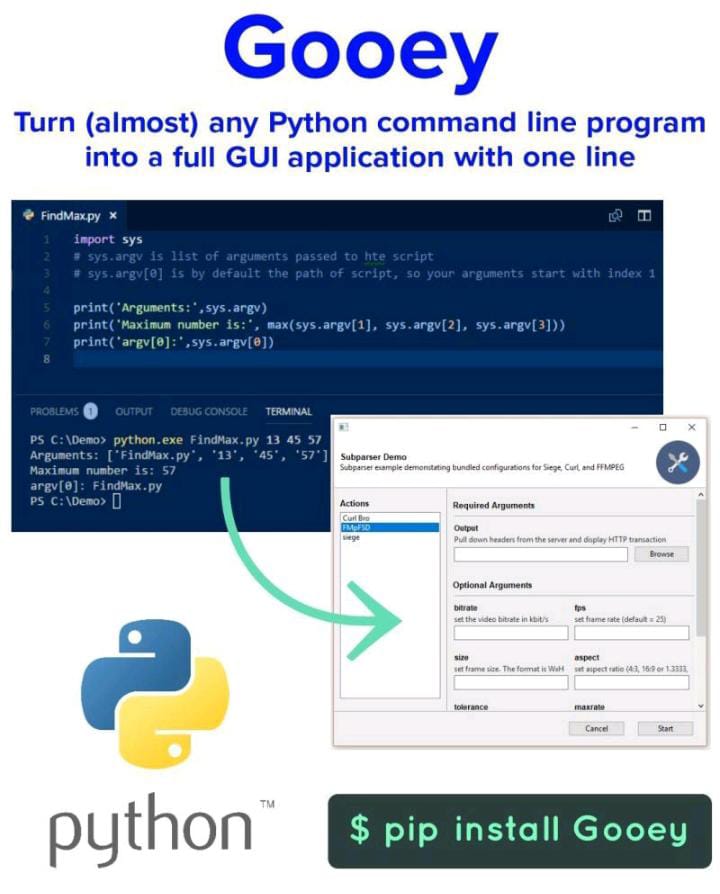 Gooey
Turn (almost) any Python command line program
into a full GUI application with one line
FindMax.py ×
1 import sys
2 # sys.argv is list of arguments passed to hte script
3 # sys.argv[0] is by default the path of script, so your arguments start with index 1
4
5 print('Arguments:',sys.argv)
6 print('Maximum number is:', max(sys.argv[1], sys.argv[2], sys.argv[3]))
7 print('argv[0]:',sys.argv[0])
8
PROBLEMS 1 OUTPUT DEBUG CONSOLE TERMINAL
PS C:\Demo> python.exe FindMax.py 13 45 57
Arguments: ['FindMax.py', '13', '45', '57']
Maximum number is: 57
argv[0]: FindMax.py
PS C:\Demo>
Subparser Demo
Subparser example demonstating bundled configurations for Siege, Curl, and FFMPEG
Actions
Curl Bro
FMpFSD
siege
Required Arguments
Output
Pull down headers from the server and display HTTP transaction
Browse
Optional Arguments
bitrate fps
set the video bitrate in kbit/s set frame rate (default = 25)
size aspect
set frame size. The format is WxH set aspect ratio (4:3, 16:9 or 1.3333,
tolerance maxrate
Cancel Start
python™
$ pip install Gooey